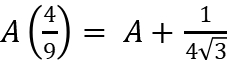 A(4/9) = A + 1/(4√3)